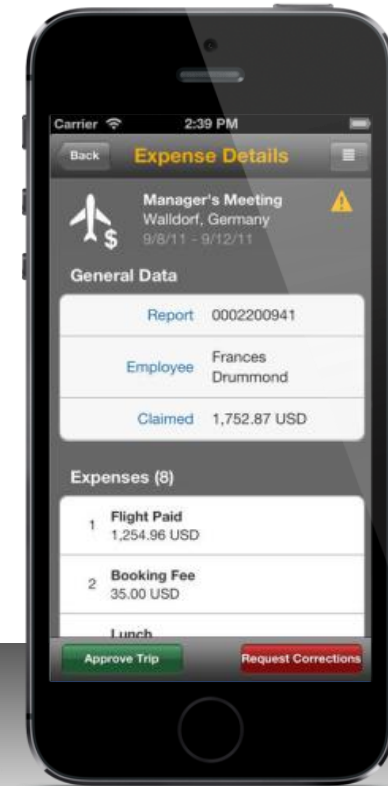 Carrier 2:39 PM
Back Expense Details
Manager's Meeting
Walldorf, Germany
9/8/11 - 9/12/11
$
General Data
Report 0002200941
Employee Frances
Drummond
Claimed 1,752.87 USD
Expenses (8)
1 Flight Paid
1,254.96 USD
2 Booking Fee
35.00 USD
Lunch
Approve Trip Request Corrections